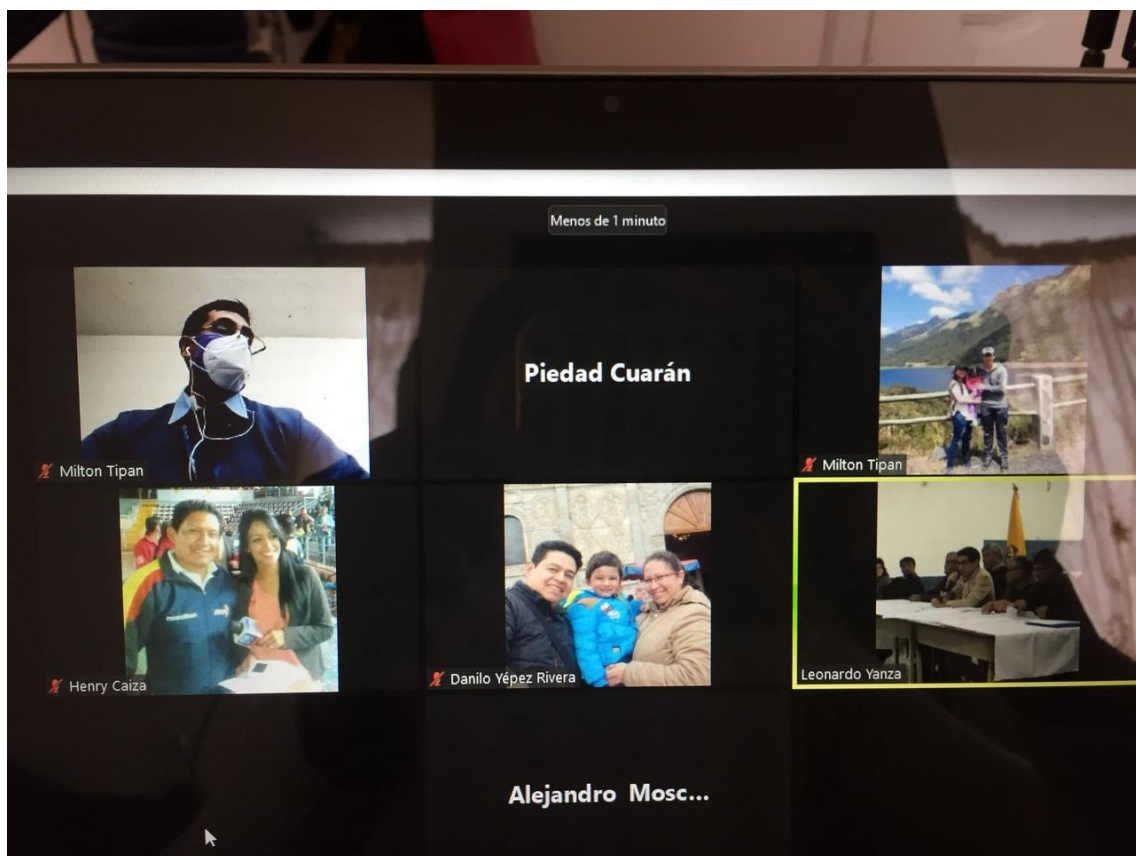 Menos de 1 minuto
Milton Tipan
Piedad Cuarán
Milton Tipan
Henry Caiza
Danilo Yépez Rivera
Leonardo Yanza
Alejandro Mosc...